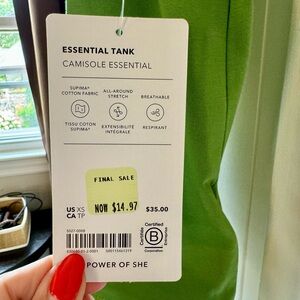 ESSENTIAL TANK
CAMISOLE ESSENTIAL
SUPIMA®
COTTON FABRIC
ALL-AROUND
STRETCH
BREATHABLE
TISSU COTON
SUPIMA®
EXTENSIBILITÉ
INTÉGRALE
RESPIRANT
FINAL SALE
NOW $14.97
$35.00
US XS
CA TP
Certified
B
Corporation
POWER OF SHE